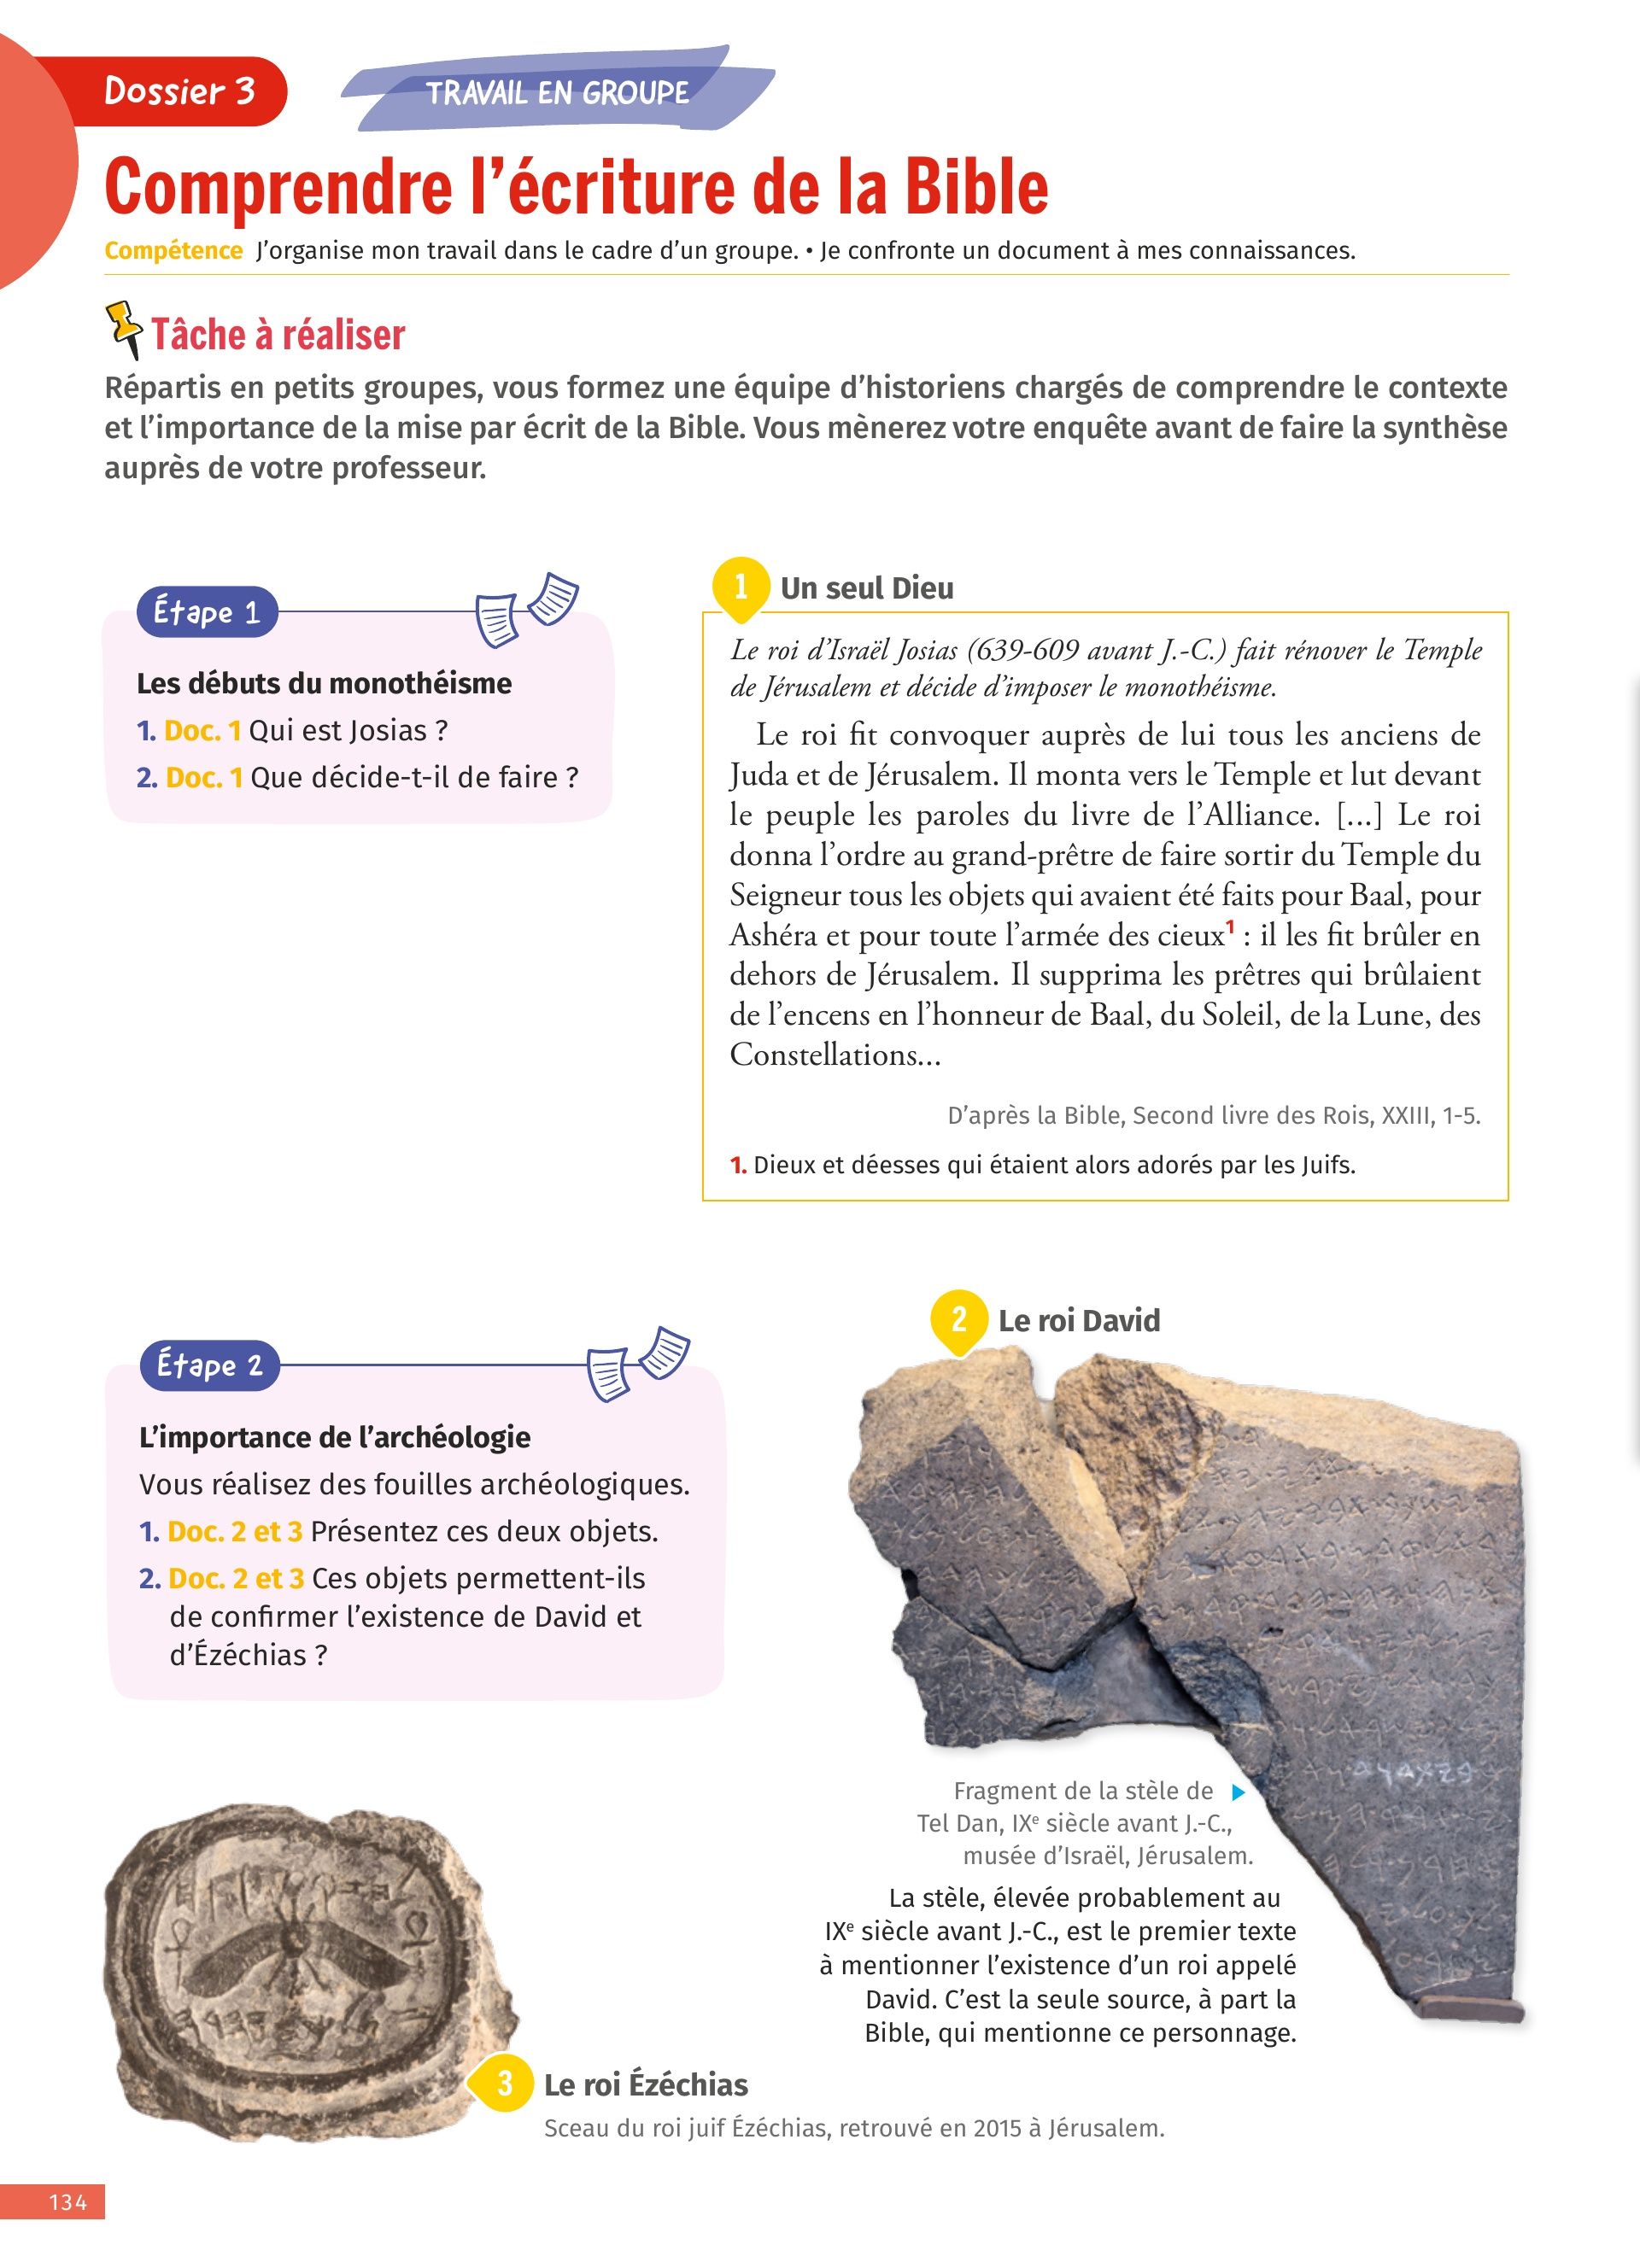 Dossier 3
TRAVAIL EN GROUPE
Comprendre l'écriture de la Bible
Compétence J'organise mon travail dans le cadre d'un groupe. • Je confronte un document à mes connaissances.
Tâche à réaliser
Répartis en petits groupes, vous formez une équipe d'historiens chargés de comprendre le contexte
et l'importance de la mise par écrit de la Bible. Vous mènerez votre enquête avant de faire la synthèse
auprès de votre professeur.
Étape 1
Les débuts du monothéisme
1. Doc. 1 Qui est Josias ?
2. Doc. 1 Que décide-t-il de faire ?
1 Un seul Dieu
Le roi d'Israël Josias (639-609 avant J.-C.) fait rénover le Temple
de Jérusalem et décide d'imposer le monothéisme.
Le roi fit convoquer auprès de lui tous les anciens de
Juda et de Jérusalem. Il monta vers le Temple et lut devant
le peuple les paroles du livre de l'Alliance. [...] Le roi
donna l'ordre au grand-prêtre de faire sortir du Temple du
Seigneur tous les objets qui avaient été faits pour Baal, pour
Ashéra et pour toute l'armée des cieux¹ : il les fit brûler en
dehors de Jérusalem. Il supprima les prêtres qui brûlaient
de l'encens en l'honneur de Baal, du Soleil, de la Lune, des
Constellations...
D'après la Bible, Second livre des Rois, XXIII, 1-5.
1. Dieux et déesses qui étaient alors adorés par les Juifs.
Étape 2
L'importance de l'archéologie
Vous réalisez des fouilles archéologiques.
1. Doc. 2 et 3 Présentez ces deux objets.
2. Doc. 2 et 3 Ces objets permettent-ils
de confirmer l'existence de David et
d'Ézéchias ?
2 Le roi David
Fragment de la stèle de
Tel Dan, IXe siècle avant J.-C.,
musée d'Israël, Jérusalem.
La stèle, élevée probablement au
IXe siècle avant J.-C., est le premier texte
à mentionner l'existence d'un roi appelé
David. C'est la seule source, à part la
Bible, qui mentionne ce personnage.
3 Le roi Ézéchias
Sceau du roi juif Ézéchias, retrouvé en 2015 à Jérusalem.
134